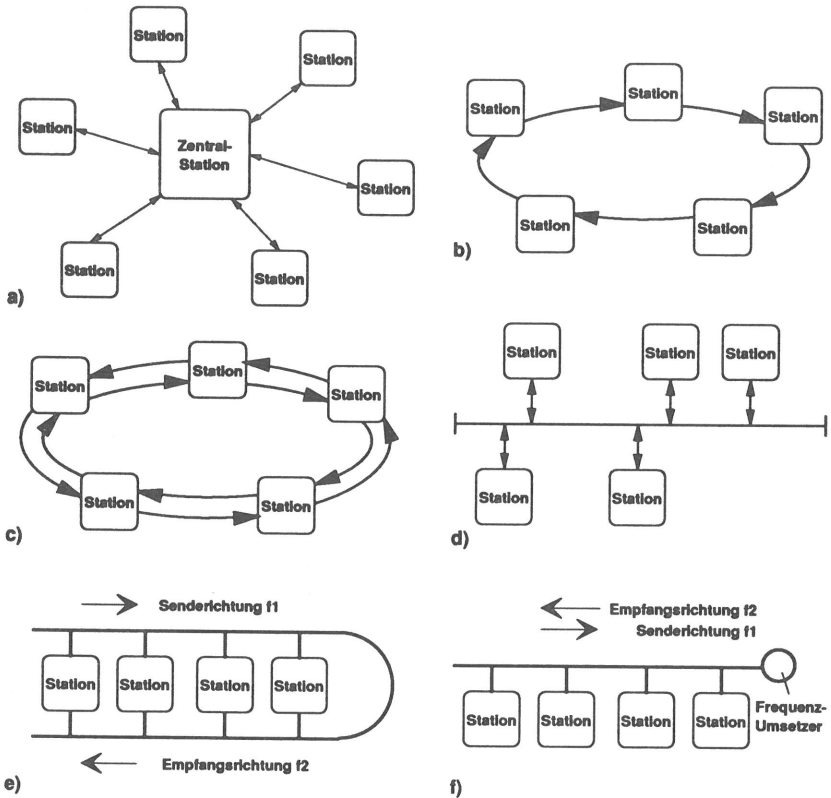 Station
Station
Station
Zentral-
Station
Station
Station
Station
a)
Station
Station
Station
Station
Station
b)
Station
Station
Station
Station
Station
c)
Station
Station
Station
Station
Station
d)
Senderichtung f1
Station
Station
Station
Station
Empfangsrichtung f2
e)
Empfangsrichtung f2
Senderichtung f1
Station
Station
Station
Station
Frequenz-
Umsetzer
f)